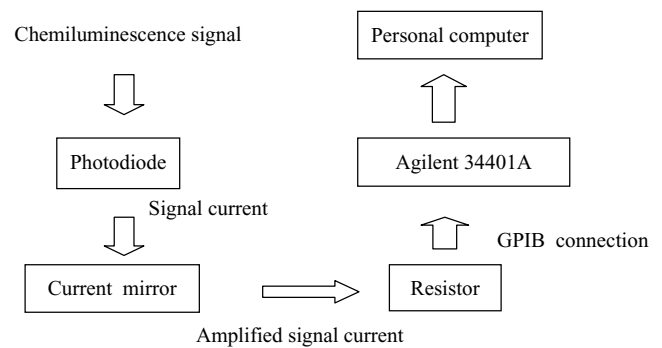 Chemiluminescence signal
Personal computer
Photodiode
Agilent 34401A
Signal current
GPIB connection
Current mirror
Resistor
Amplified signal current